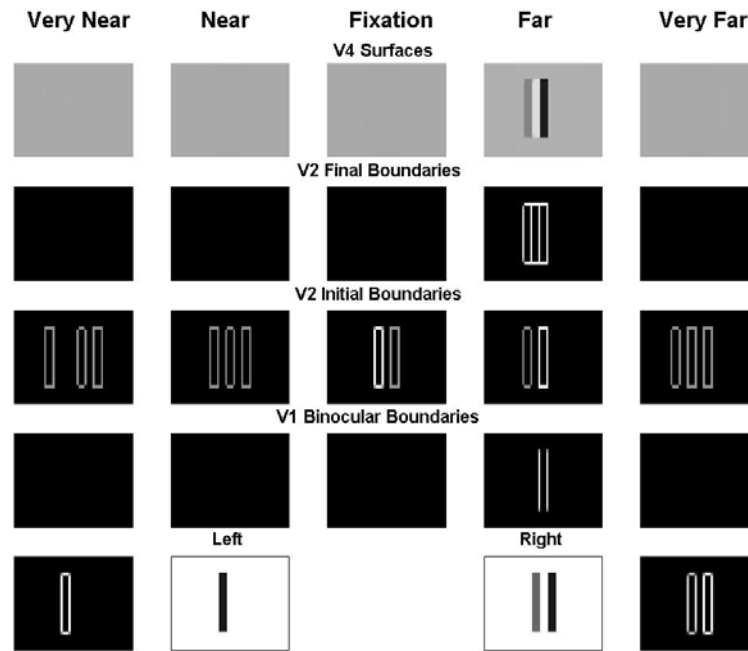 Very Near Near Fixation Far Very Far
V4 Surfaces
V2 Final Boundaries
V2 Initial Boundaries
V1 Binocular Boundaries
Left Right